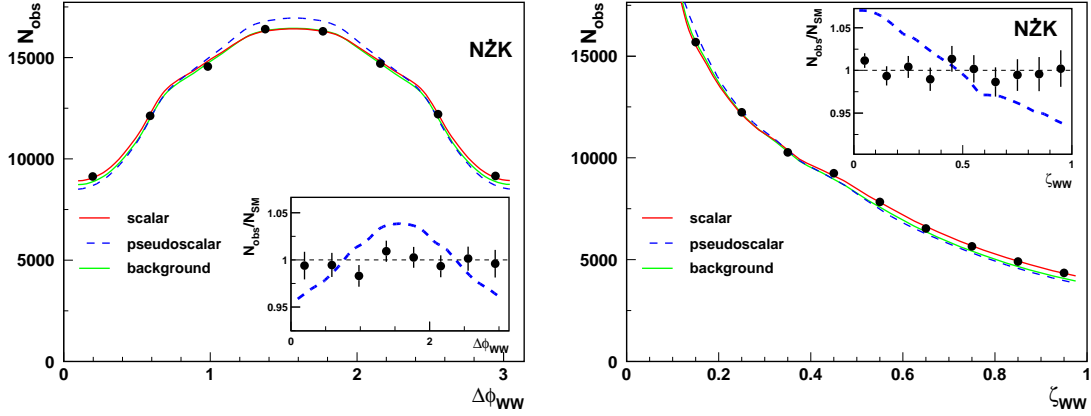 N_obs
15000
10000
5000
0
NŻK
scalar
pseudoscalar
background
N_obs/N_SM
1.05
1
0.95
0
2
Δϕ_WW
0
1
2
3
Δϕ_WW
N_obs
15000
10000
5000
0
N_obs/N_SM
1.05
1
0.95
NŻK
0
0.5
1
ζ_WW
scalar
pseudoscalar
background
0
0.2
0.4
0.6
0.8
1
ζ_WW